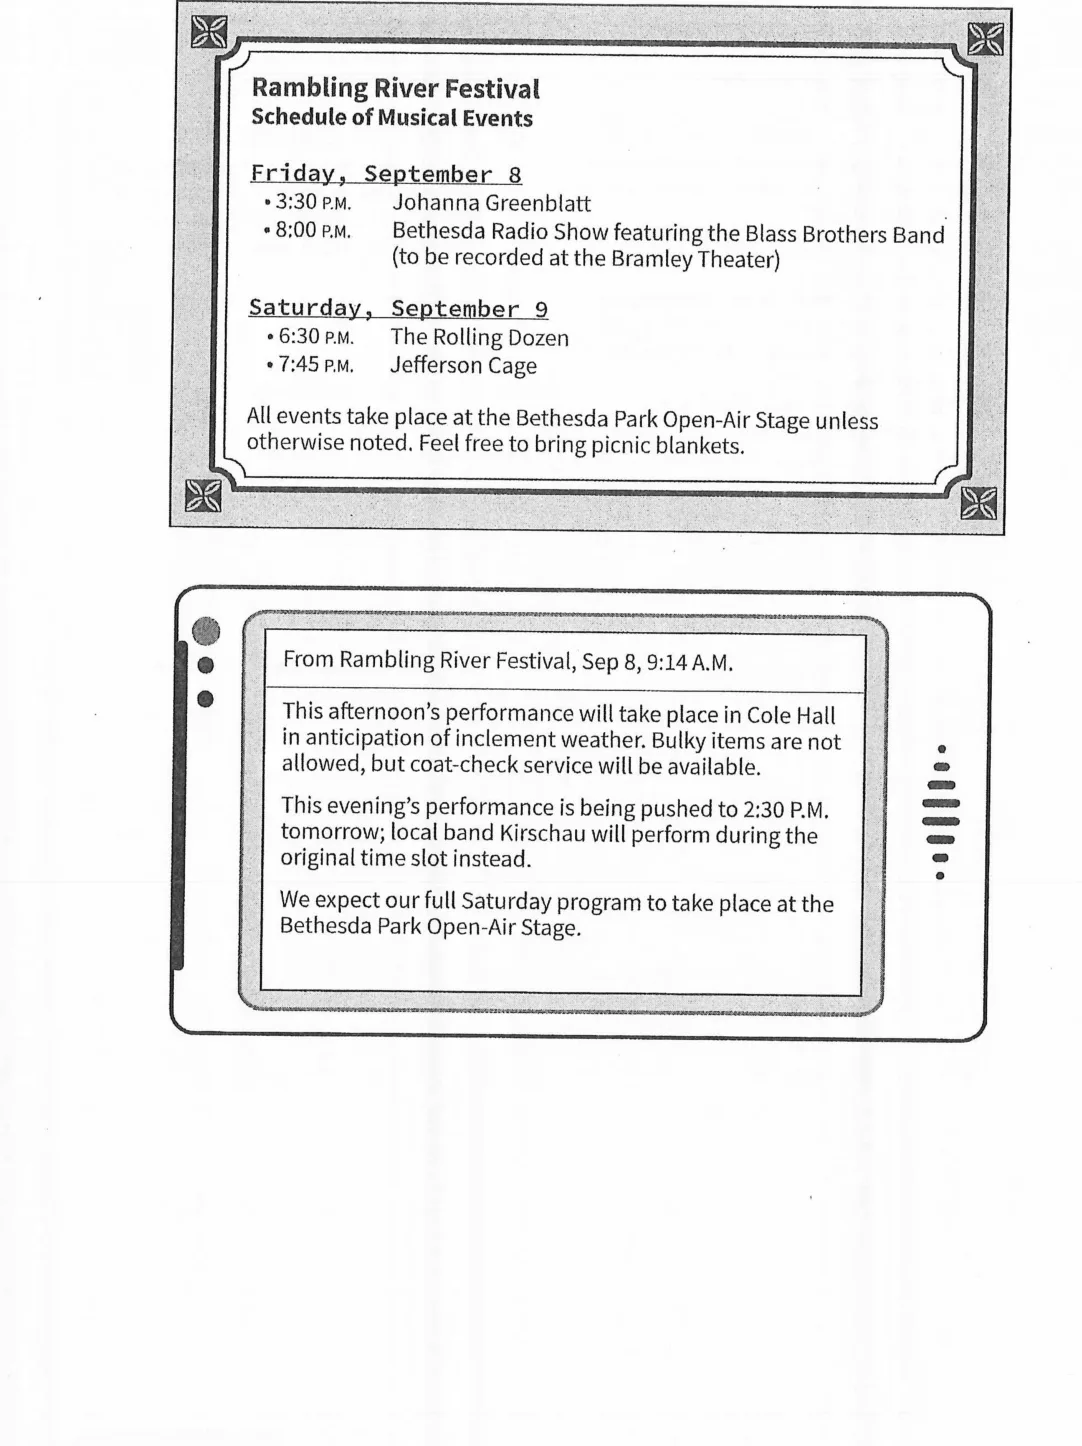 Rambling River Festival
Schedule of Musical Events
Friday, September 8
• 3:30 P.M. Johanna Greenblatt
• 8:00 P.M. Bethesda Radio Show featuring the Blass Brothers Band
(to be recorded at the Bramley Theater)
Saturday, September 9
• 6:30 P.M. The Rolling Dozen
• 7:45 P.M. Jefferson Cage
All events take place at the Bethesda Park Open-Air Stage unless
otherwise noted. Feel free to bring picnic blankets.
From Rambling River Festival, Sep 8, 9:14 A.M.
This afternoon's performance will take place in Cole Hall
in anticipation of inclement weather. Bulky items are not
allowed, but coat-check service will be available.
This evening's performance is being pushed to 2:30 P.M.
tomorrow; local band Kirschau will perform during the
original time slot instead.
We expect our full Saturday program to take place at the
Bethesda Park Open-Air Stage.